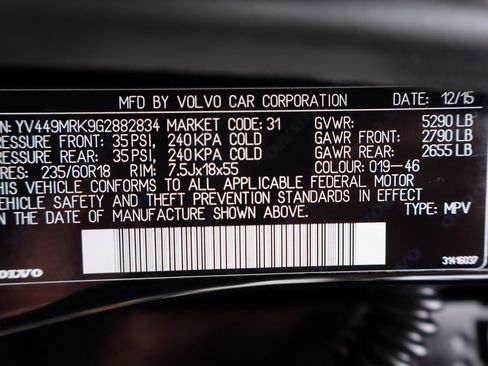 MFD BY VOLVO CAR CORPORATION DATE: 12/15
N: YV449MRK9G2882834 MARKET CODE: 31 GVWR: 5290 LB
RESSURE FRONT: 35 PSI, 240 KPA COLD GAWR FRONT: 2790 LB
RESSURE REAR: 35 PSI, 240 KPA COLD GAWR REAR: 2655 LB
RES: 235/60R18 RIM: 7.5Jx18x55 COLOUR: 019-46
HIS VEHICLE CONFORMS TO ALL APPLICABLE FEDERAL MOTOR
VEHICLE SAFETY AND THEFT PREVENTION STANDARDS IN EFFECT
N THE DATE OF MANUFACTURE SHOWN ABOVE. TYPE: MPV
VOLVO 31416037